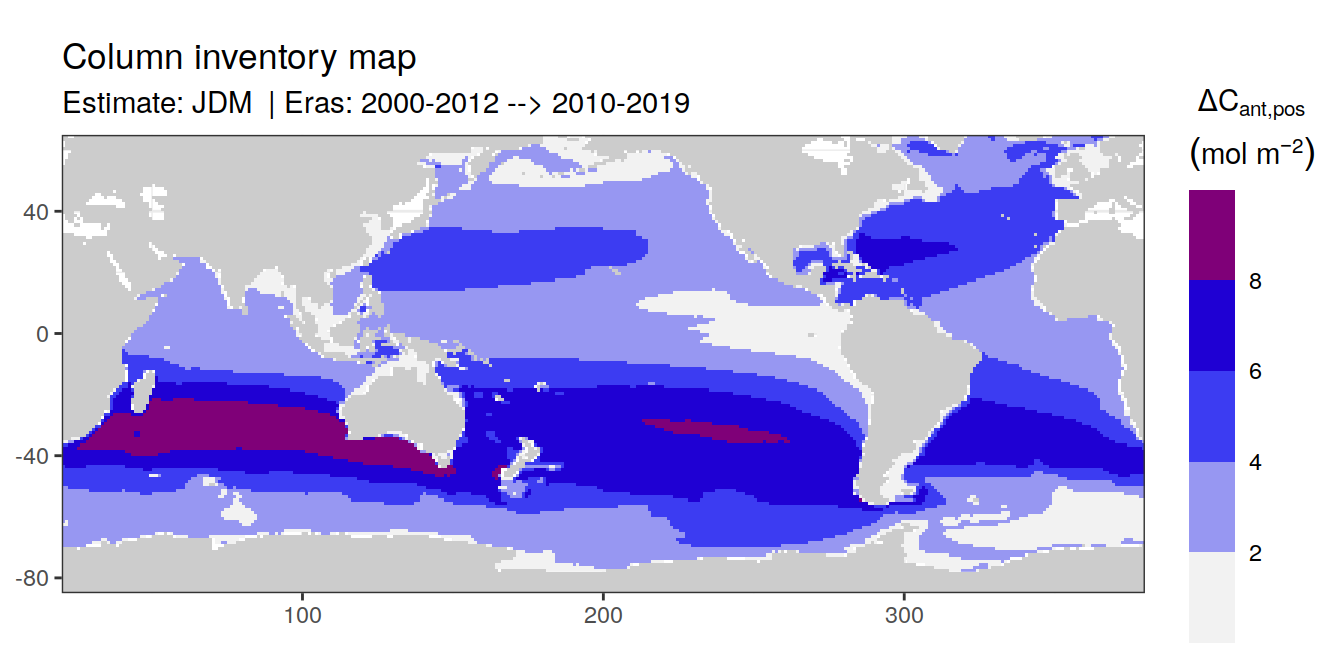 Column inventory map
Estimate: JDM | Eras: 2000-2012 --> 2010-2019
ΔCant,pos
(mol m−2)
8
6
4
2
40
0
-40
-80
100
200
300